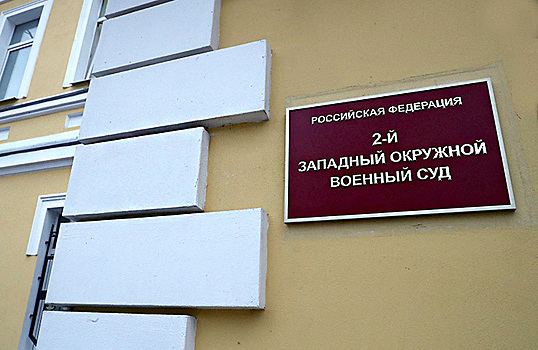 РОССИЙСКАЯ ФЕДЕРАЦИЯ
2-Й
ЗАПАДНЫЙ ОКРУЖНОЙ
ВОЕННЫЙ СУД